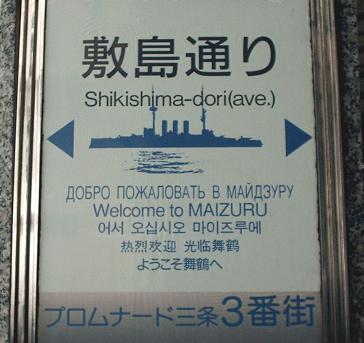 敷島通り
Shikishima-dori(ave.)
ДОБРО ПОЖАЛОВАТЬ В МАЙДЗУРУ
Welcome to MAIZURU
어서 오십시오 마이즈루에
热烈欢迎 光临舞鹤
ようこそ舞鶴へ
プロムナード三条3番街